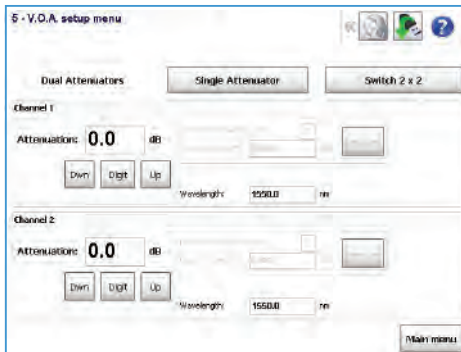 5 - V.O.A. setup menu
«
?
Dual Attenuators
Single Attenuator
Switch 2 x 2
Channel 1
Attenuation: 0.0 dB
Dwn Digit Up
Wavelength: 1550.0 nm
Channel 2
Attenuation: 0.0 dB
Dwn Digit Up
Wavelength: 1550.0 nm
Main menu